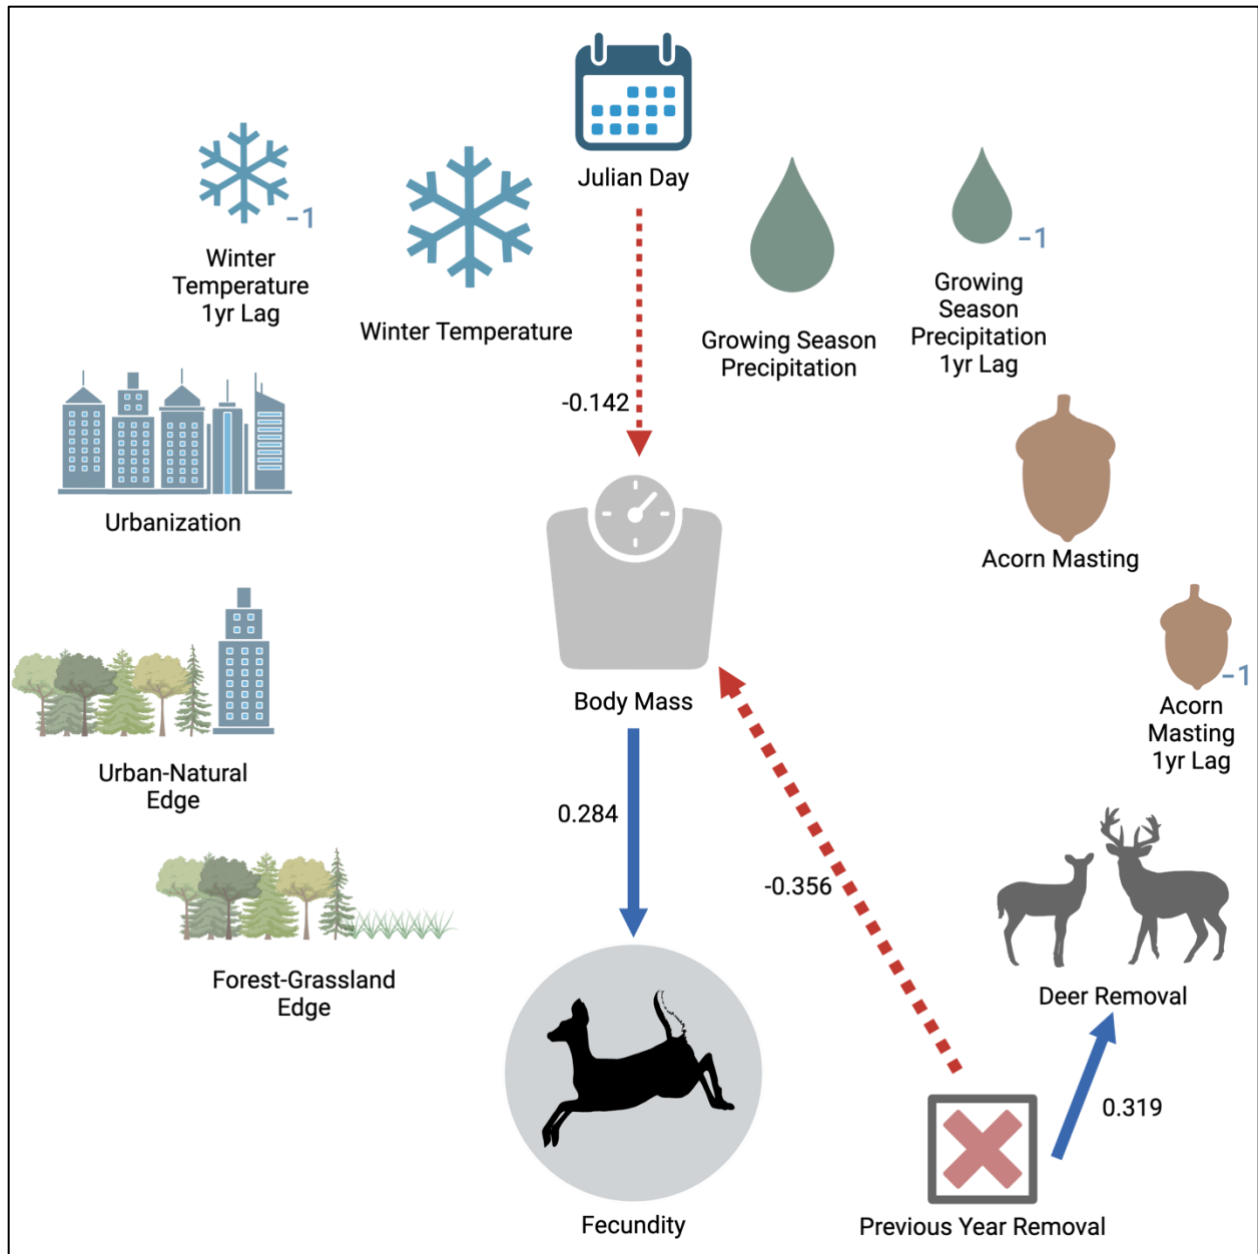 Julian Day
-1
Winter
Temperature
1yr Lag
Winter Temperature
Growing Season
Precipitation
-1
Growing
Season
Precipitation
1yr Lag
-0.142
Urbanization
Acorn Masting
Body Mass
-1
Acorn
Masting
1yr Lag
Urban-Natural
Edge
0.284
-0.356
Forest-Grassland
Edge
Deer Removal
0.319
Fecundity
Previous Year Removal